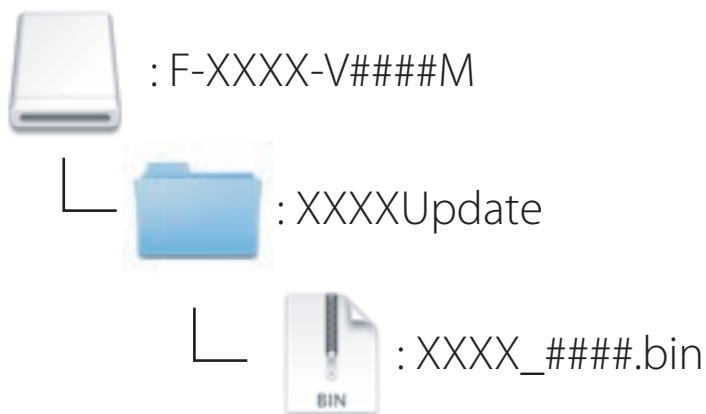 : F-XXXX-V####M
: XXXXUpdate
: XXXX_####.bin
BIN